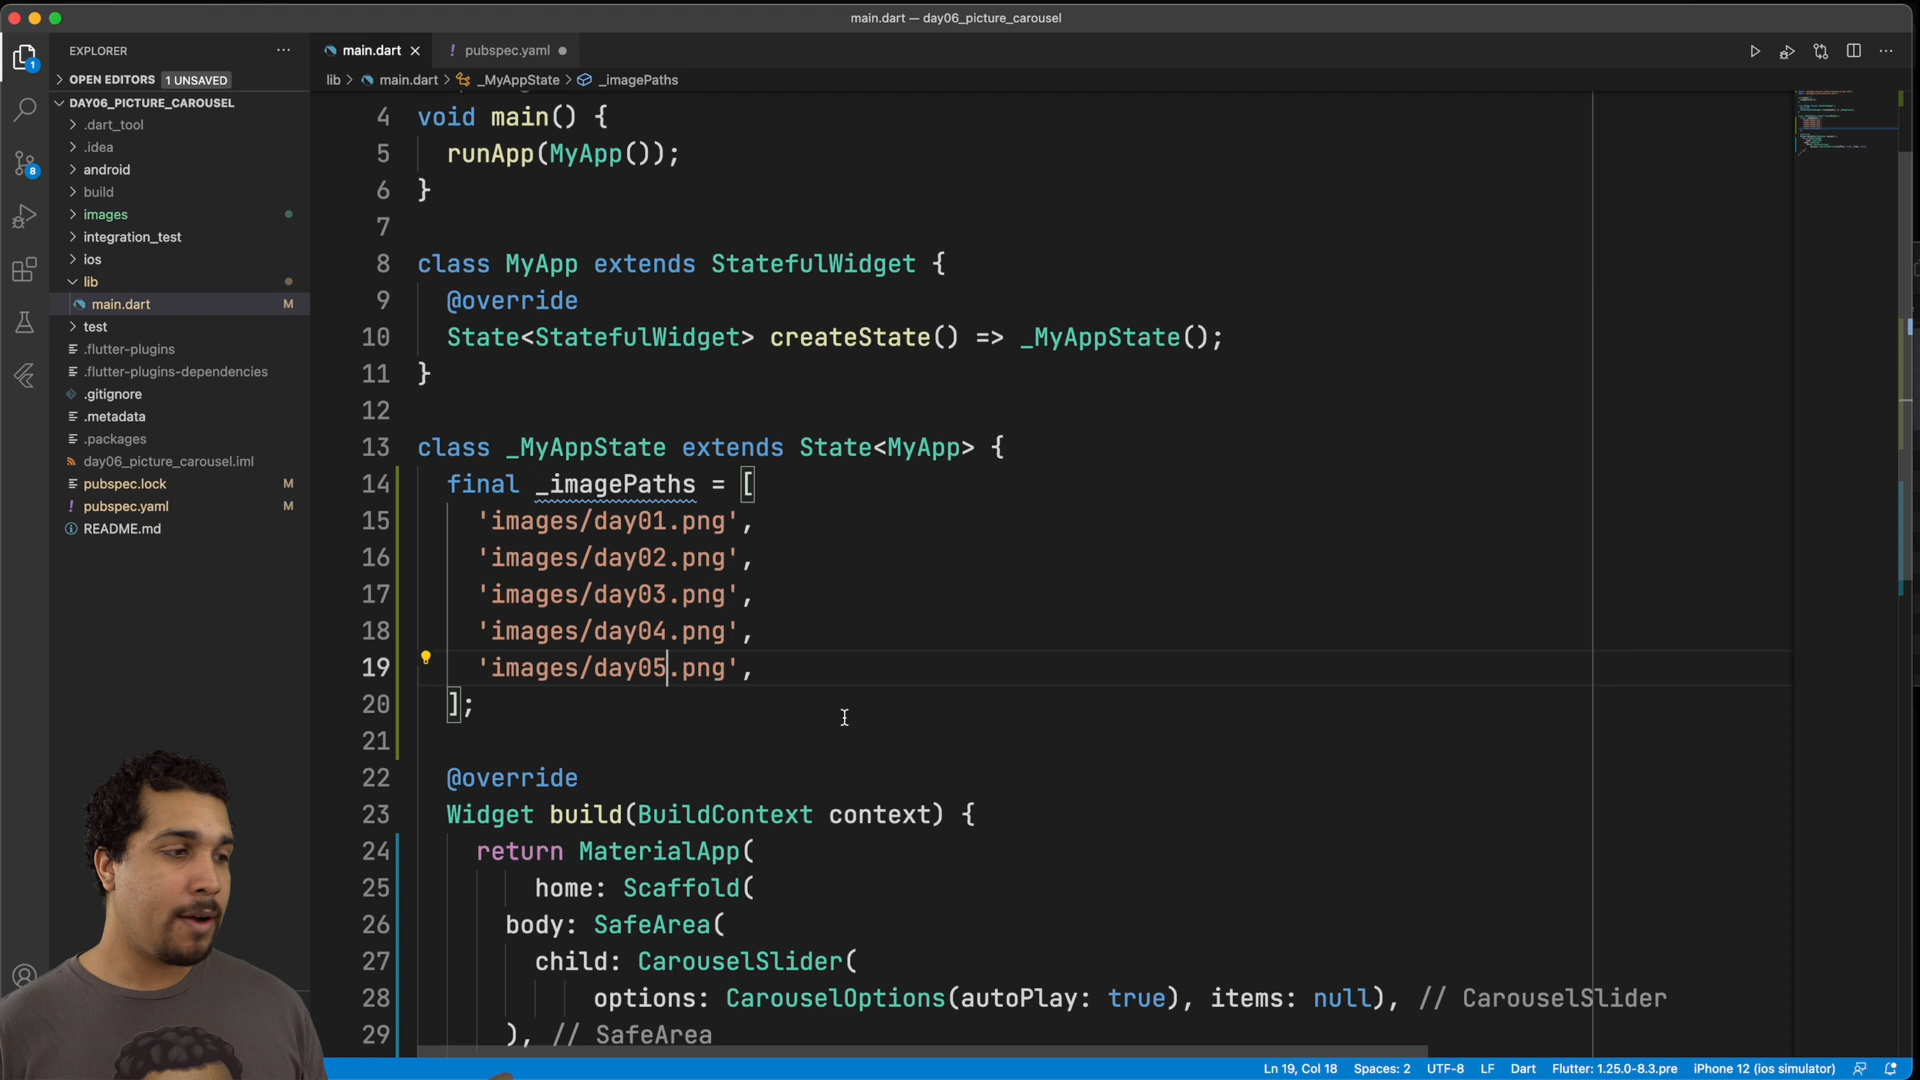 main.dart — day06_picture_carousel
EXPLORER
main.dart
! pubspec.yaml
OPEN EDITORS 1 UNSAVED
lib > main.dart > _MyAppState > _imagePaths
DAY06_PICTURE_CAROUSEL
.dart_tool
.idea
android
build
images
integration_test
ios
lib
main.dart M
test
.flutter-plugins
.flutter-plugins-dependencies
.gitignore
.metadata
.packages
day06_picture_carousel.iml
pubspec.lock M
! pubspec.yaml M
README.md
1
8
4 void main() {
5 runApp(MyApp());
6 }
7
8 class MyApp extends StatefulWidget {
9 @override
10 State<StatefulWidget> createState() => _MyAppState();
11 }
12
13 class _MyAppState extends State<MyApp> {
14 final _imagePaths = [
15 'images/day01.png',
16 'images/day02.png',
17 'images/day03.png',
18 'images/day04.png',
19 'images/day05.png',
20 ];
21
22 @override
23 Widget build(BuildContext context) {
24 return MaterialApp(
25 home: Scaffold(
26 body: SafeArea(
27 child: CarouselSlider(
28 options: CarouselOptions(autoPlay: true), items: null), // CarouselSlider
29 ), // SafeArea
Ln 19, Col 18 Spaces: 2 UTF-8 LF Dart Flutter: 1.25.0-8.3.pre iPhone 12 (ios simulator)